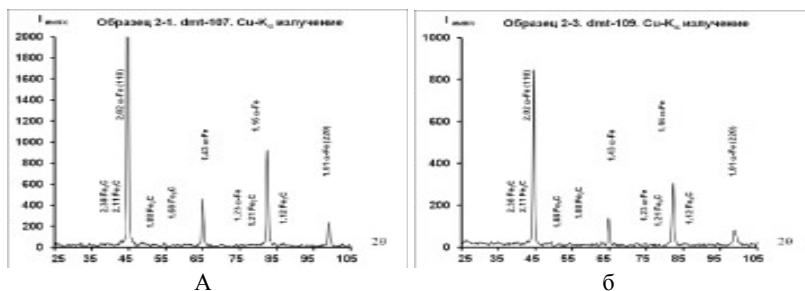 I
Образец 2-1. dmt-107. Cu-Kα излучение
2000
1800
1600
1400
1200
1000
800
600
400
200
0
2,02 α-Fe (110)
1,43 α-Fe
1,16 α-Fe
1,01 α-Fe (220)
2,38 Fe₃C
2,11 Fe₃C
1,88 Fe₃C
1,68 Fe₃C
1,23 α-Fe
1,21 Fe₃C
1,12 Fe₃C
2θ
25 35 45 55 65 75 85 95 105
А
I
Образец 2-3. dmt-109. Cu-Kα излучение
1000
800
600
400
200
0
2,02 α-Fe (110)
1,43 α-Fe
1,16 α-Fe
1,01 α-Fe (220)
2,38 Fe₃C
2,11 Fe₃C
1,88 Fe₃C
1,68 Fe₃C
1,23 α-Fe
1,21 Fe₃C
1,12 Fe₃C
2θ
25 35 45 55 65 75 85 95 105
б